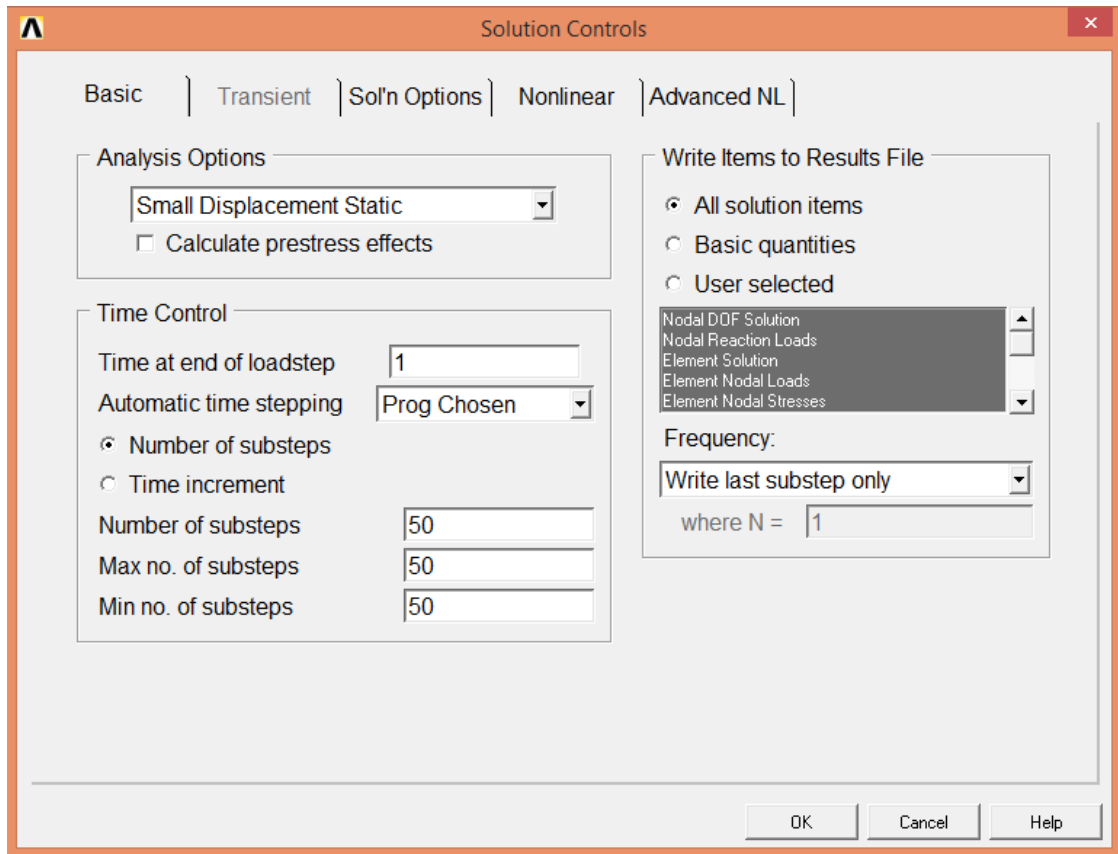 Solution Controls
Basic
Transient
Sol'n Options
Nonlinear
Advanced NL
Analysis Options
Small Displacement Static
Calculate prestress effects
Time Control
Time at end of loadstep
1
Automatic time stepping
Prog Chosen
Number of substeps
Time increment
Number of substeps
50
Max no. of substeps
50
Min no. of substeps
50
Write Items to Results File
All solution items
Basic quantities
User selected
Nodal DOF Solution
Nodal Reaction Loads
Element Solution
Element Nodal Loads
Element Nodal Stresses
Frequency:
Write last substep only
where N =
1
OK
Cancel
Help